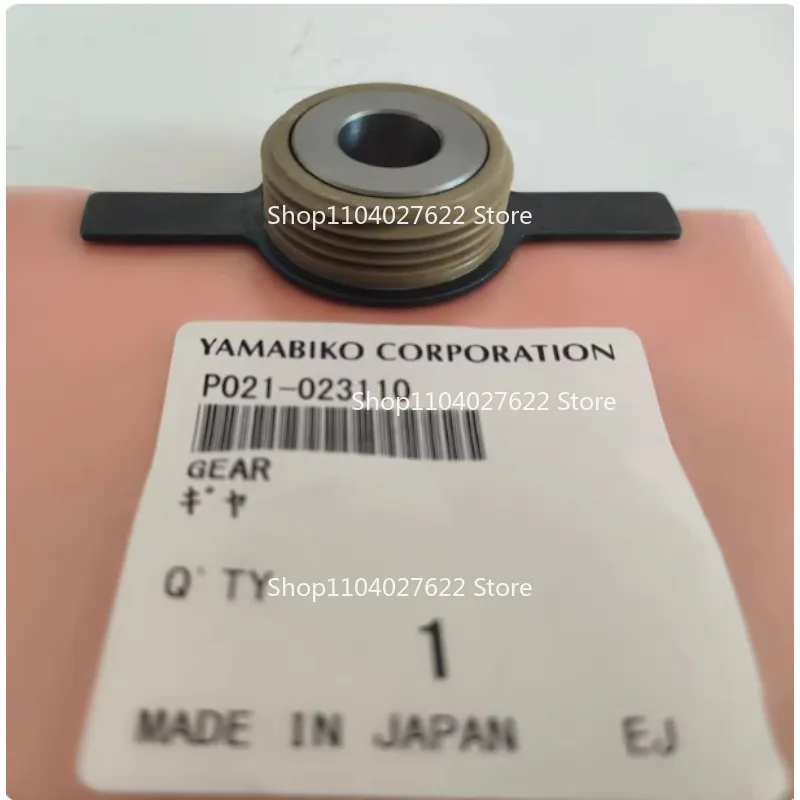 Shop1104027622 Store
YAMABIKO CORPORATION
P021-023110
Shop1104027622 Store
GEAR
ギヤ
Q'TY
Shop1104027622 Store
1
MADE IN JAPAN EJ